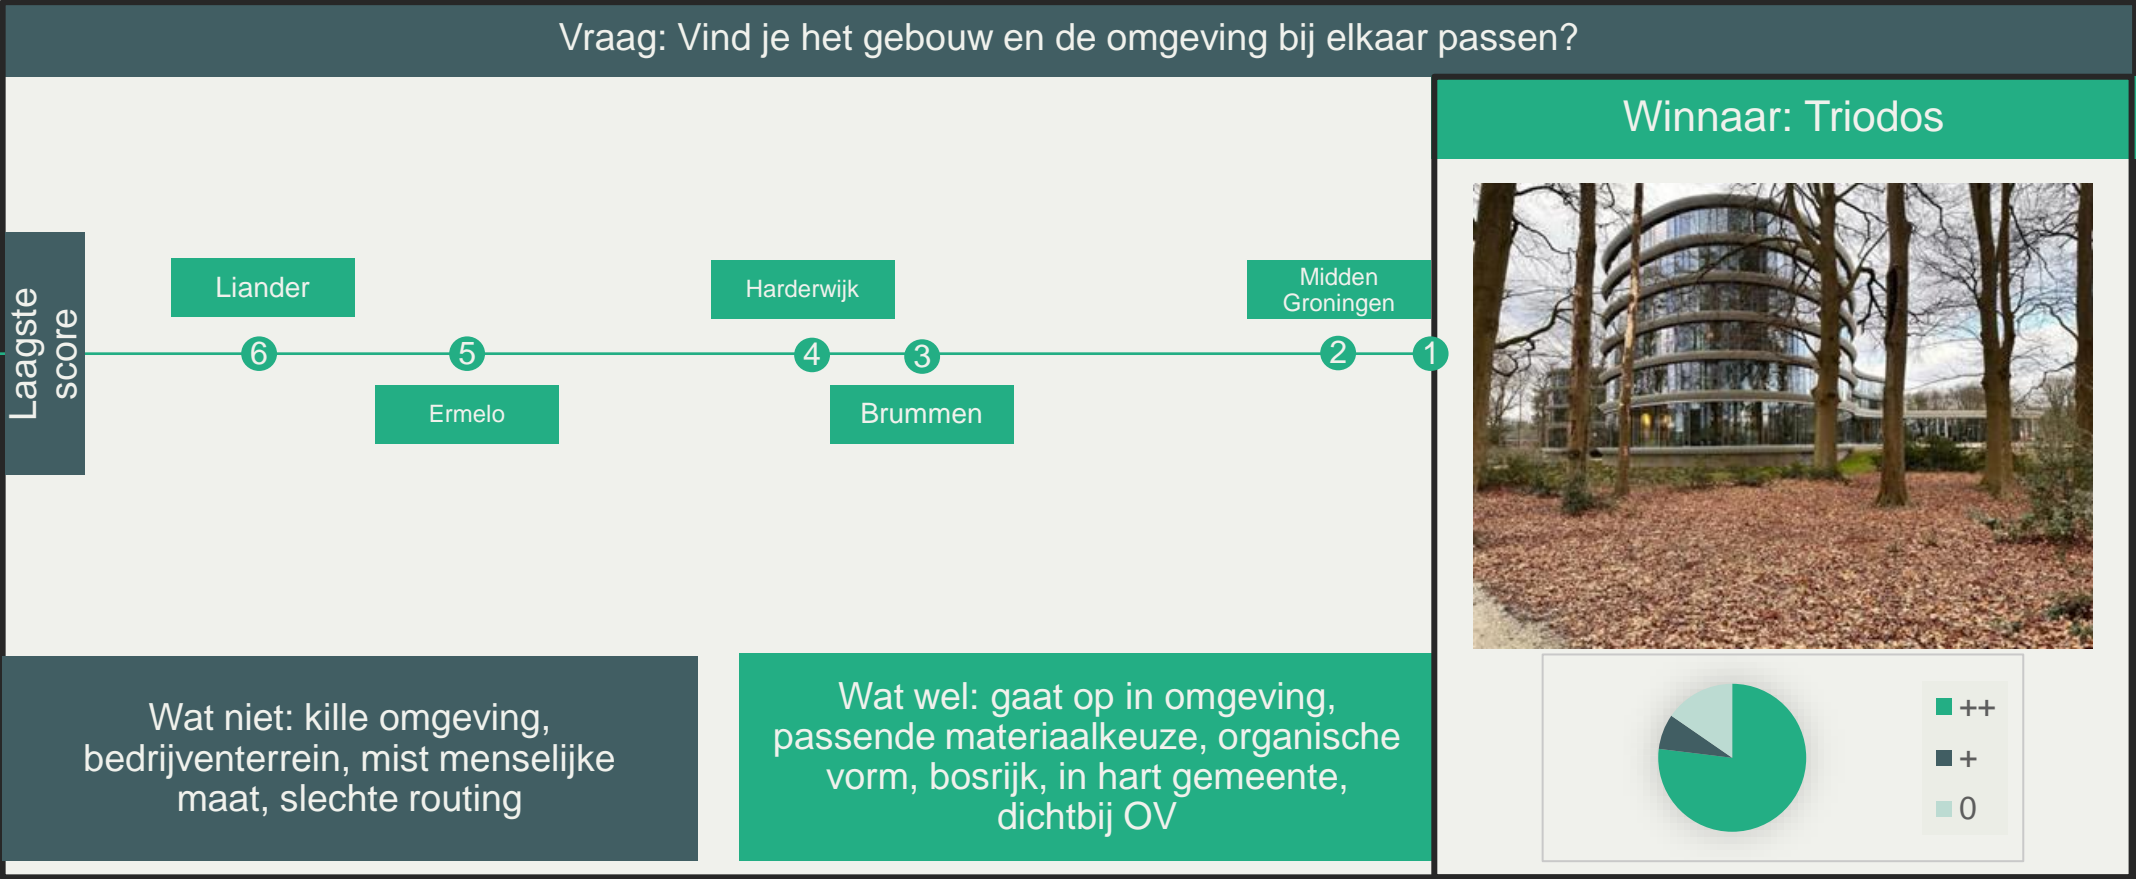 Vraag: Vind je het gebouw en de omgeving bij elkaar passen?
Winnaar: Triodos
Laagste
score
Liander
Harderwijk
Midden
Groningen
6
5
4
3
2
1
Ermelo
Brummen
Wat niet: kille omgeving,
bedrijventerrein, mist menselijke
maat, slechte routing
Wat wel: gaat op in omgeving,
passende materiaalkeuze, organische
vorm, bosrijk, in hart gemeente,
dichtbij OV
++
+
0